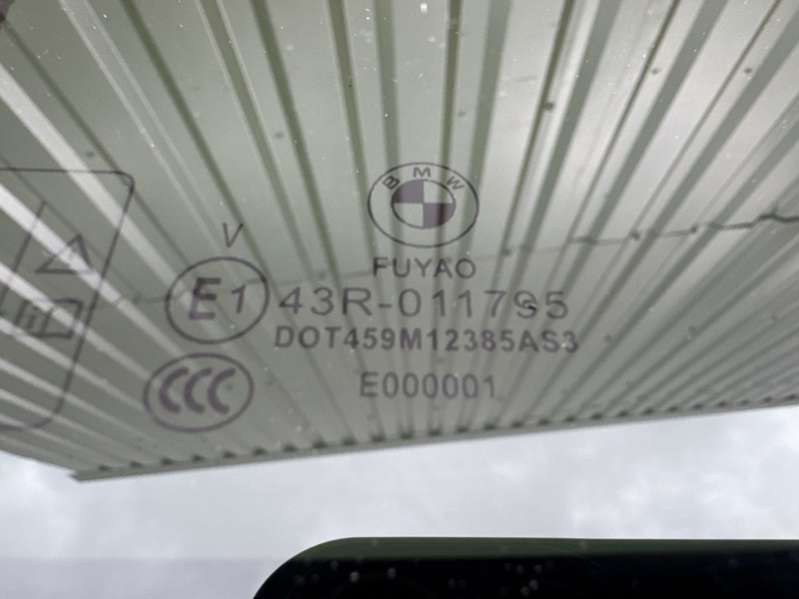 BMW
FUYAO
V
E1 43R-011795
DOT459M12385AS3
CCC E000001